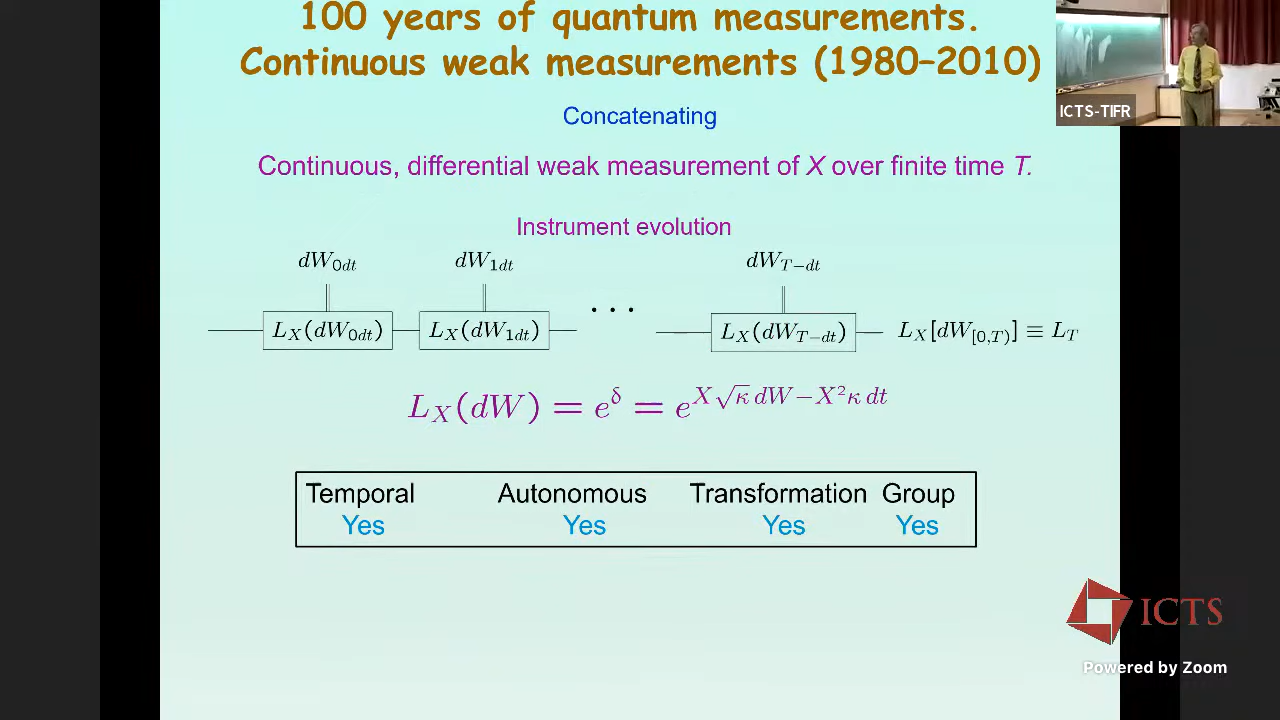 100 years of quantum measurements.
Continuous weak measurements (1980–2010)
ICTS-TIFR
Concatenating
Continuous, differential weak measurement of X over finite time T.
Instrument evolution
dW_{0dt} dW_{1dt} dW_{T−dt}
L_X(dW_{0dt}) L_X(dW_{1dt}) · · · L_X(dW_{T−dt}) L_X[dW_{[0,T)}] ≡ L_T
L_X(dW) = e^δ = e^{X√κ dW−X²κ dt}
Temporal Autonomous Transformation Group
Yes Yes Yes Yes
ICTS
Powered by Zoom